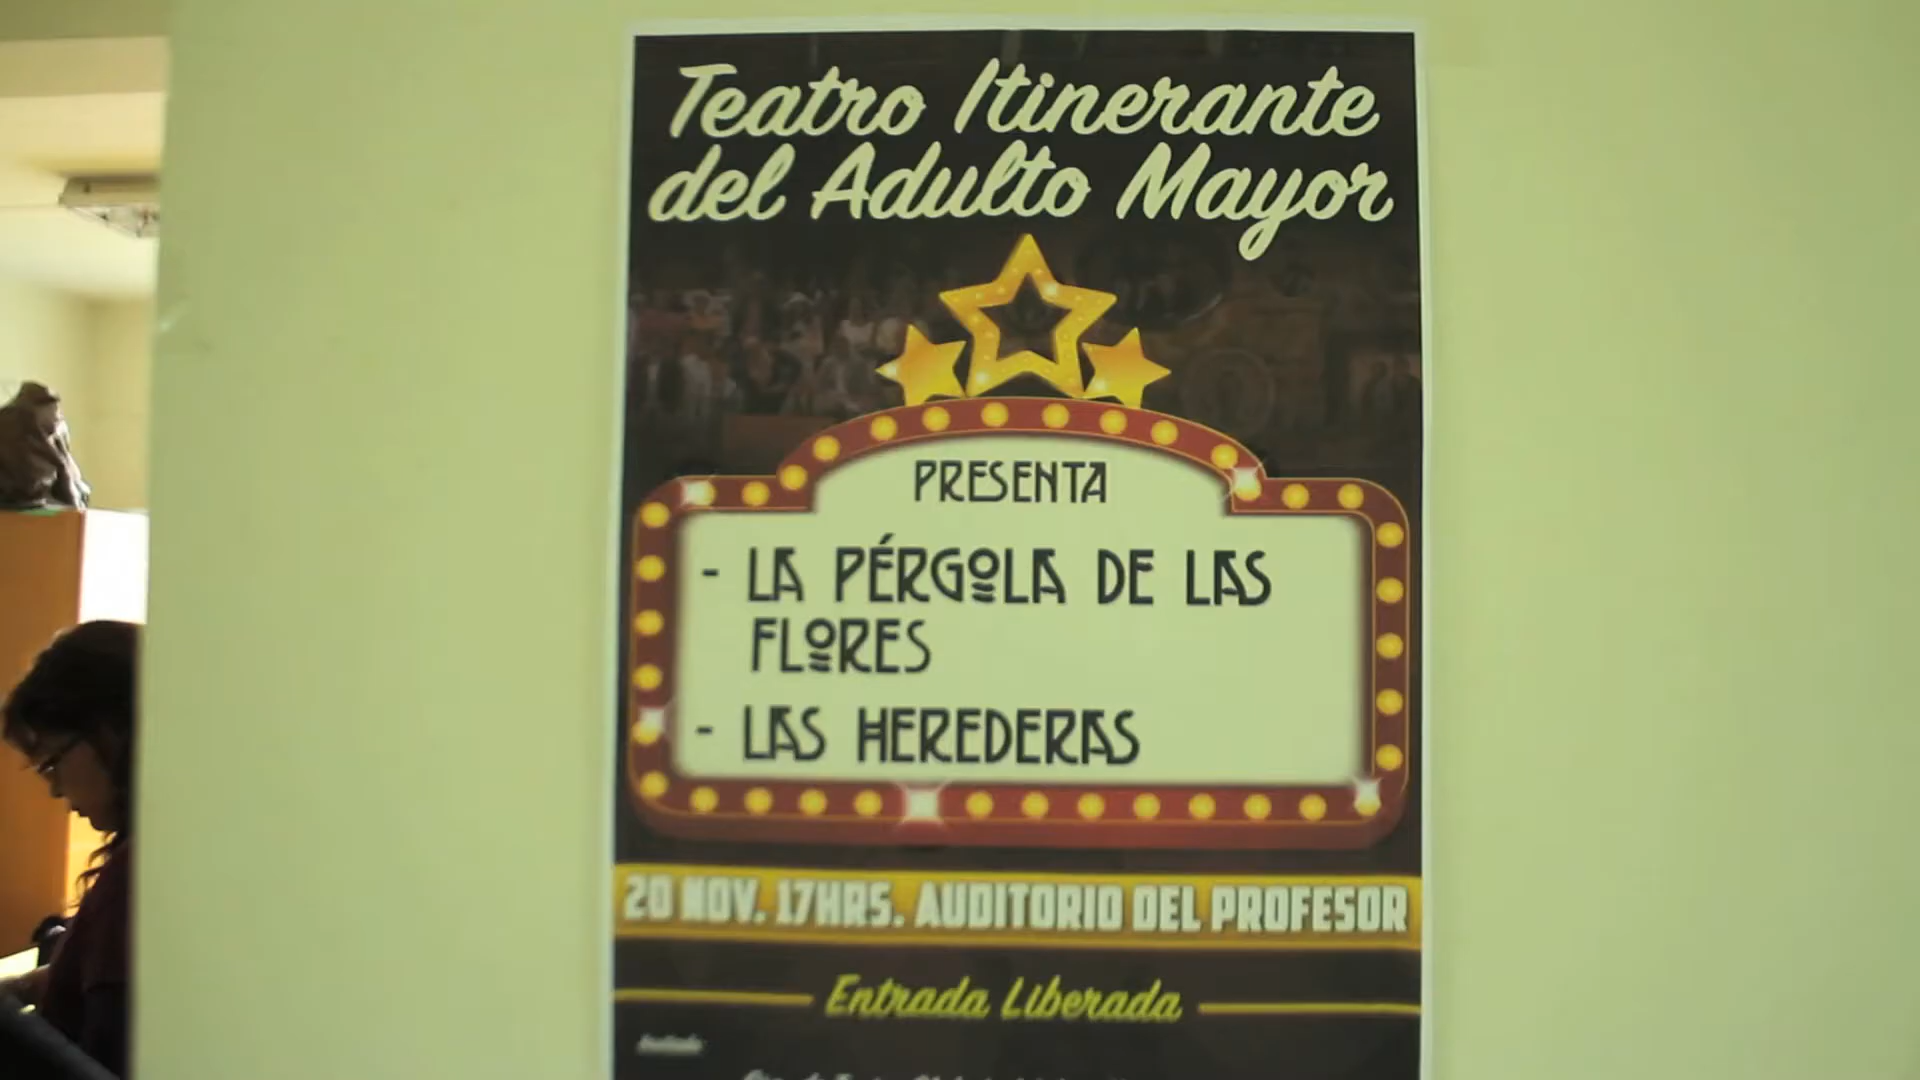 Teatro Itinerante
del Adulto Mayor
PRESENTA
- LA PÉRGOLA DE LAS
FLORES
- LAS HEREDERAS
20 NOV. 17HRS. AUDITORIO DEL PROFESOR
Entrada Liberada